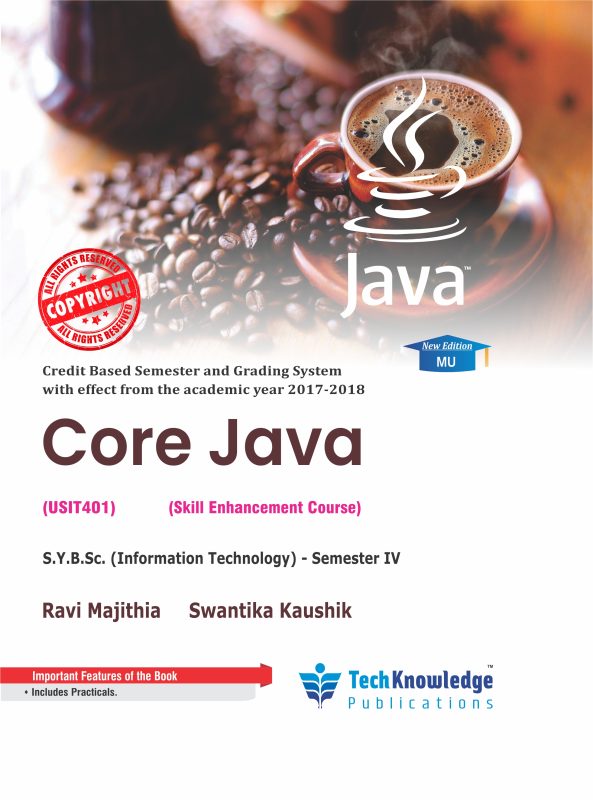 Java™
ALL RIGHTS RESERVED
COPYRIGHT
ALL RIGHTS RESERVED
New Edition
MU
Credit Based Semester and Grading System
with effect from the academic year 2017-2018
Core Java
(USIT401) (Skill Enhancement Course)
S.Y.B.Sc. (Information Technology) - Semester IV
Ravi Majithia Swantika Kaushik
Important Features of the Book
• Includes Practicals.
TechKnowledge™
Publications